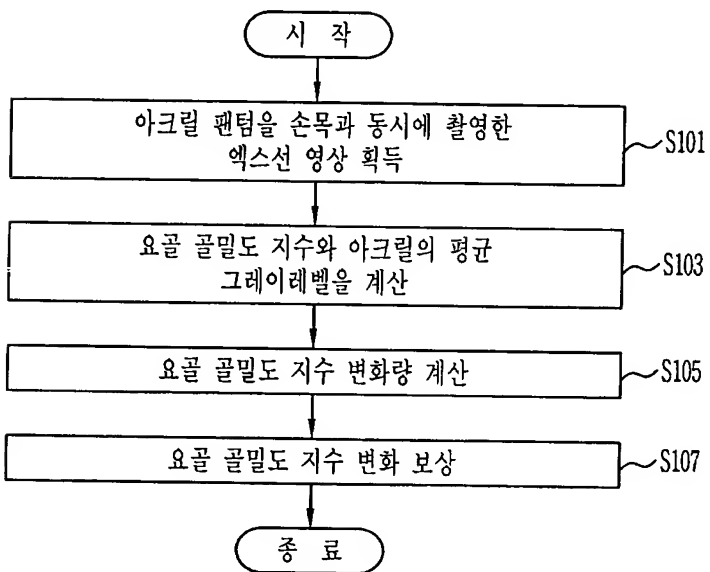 시 작
아크릴 팬텀을 손목과 동시에 촬영한
엑스선 영상 획득
S101
요골 골밀도 지수와 아크릴의 평균
그레이레벨을 계산
S103
요골 골밀도 지수 변화량 계산
S105
요골 골밀도 지수 변화 보상
S107
종 료